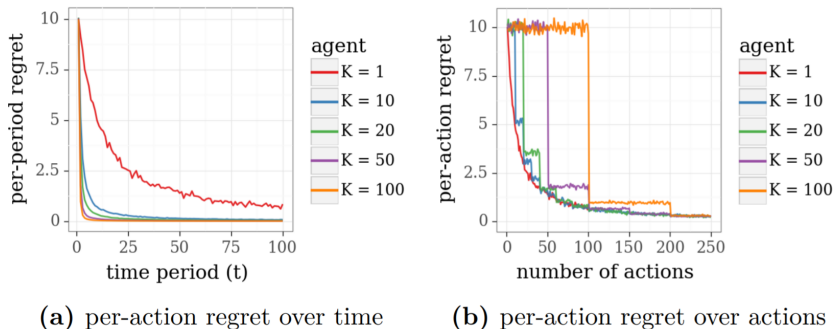 per-period regret
10.0
7.5
5.0
2.5
0
0
25
50
75
100
time period (t)
agent
K = 1
K = 10
K = 20
K = 50
K = 100
(a) per-action regret over time
per-action regret
10
7.5
5
2.5
0
0
50
100
150
200
250
number of actions
agent
K = 1
K = 10
K = 20
K = 50
K = 100
(b) per-action regret over actions